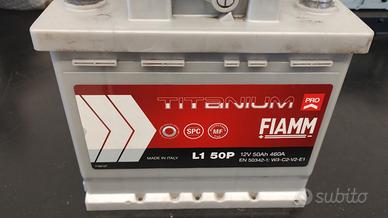 TITANIUM PRO
FIAMM
SPC MF
MADE IN ITALY L1 50P 12V 50Ah 460A
EN 50342-1: W3-C2-V2-E1
subito